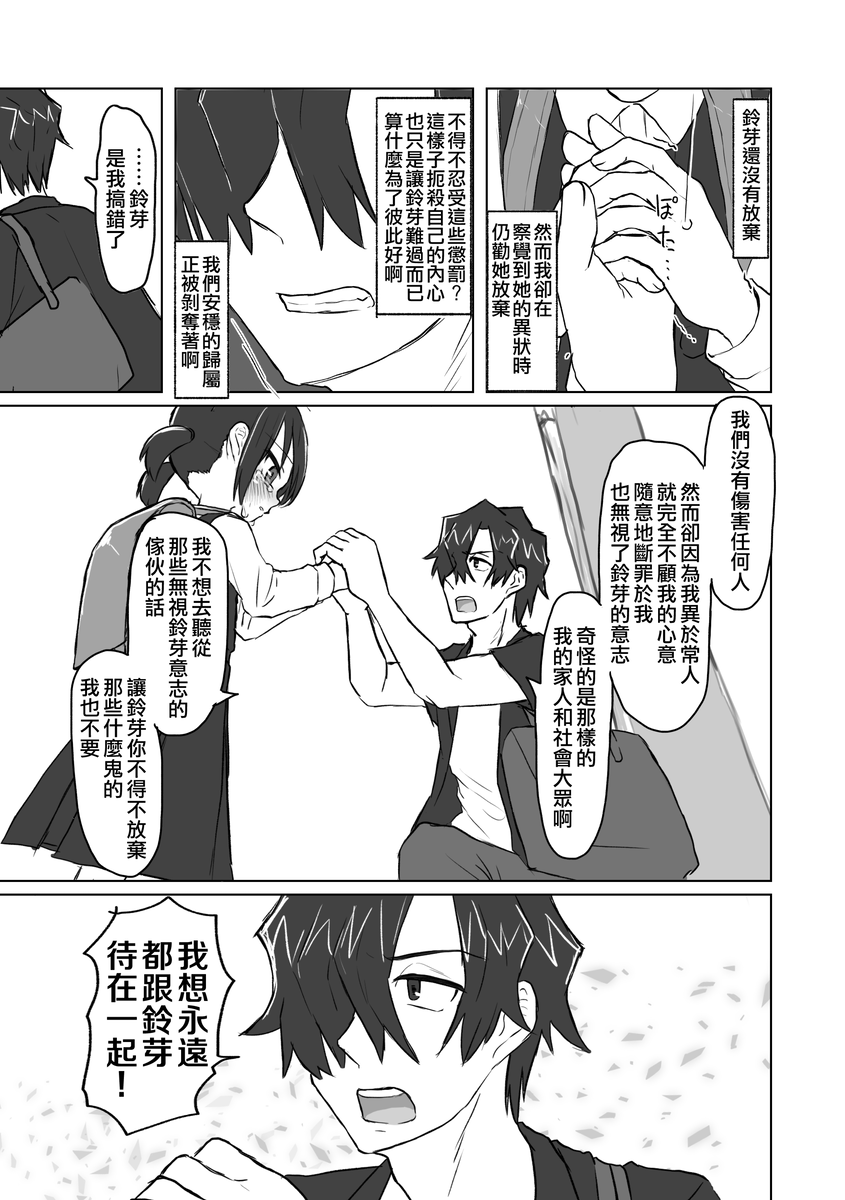 鈴芽還沒有放棄
ぽた…
然而我卻在
察覺到她的異狀時
仍勸她放棄
不得不忍受這些懲罰？
這樣子扼殺自己的內心
也只是讓鈴芽難過而已
算什麼為了彼此好啊
我們安穩的歸屬
正被剝奪著啊
……鈴芽
是我搞錯了
我們沒有傷害任何人
然而卻因為我異於常人
就完全不顧我的心意
隨意地斷罪於我
也無視了鈴芽的意志
奇怪的是那樣的
我的家人和社會大眾啊
我不想去聽從
那些無視鈴芽意志的
傢伙的話
讓鈴芽你不得不放棄
那些什麼鬼的
我也不要
我想永遠
都跟鈴芽
待在一起！